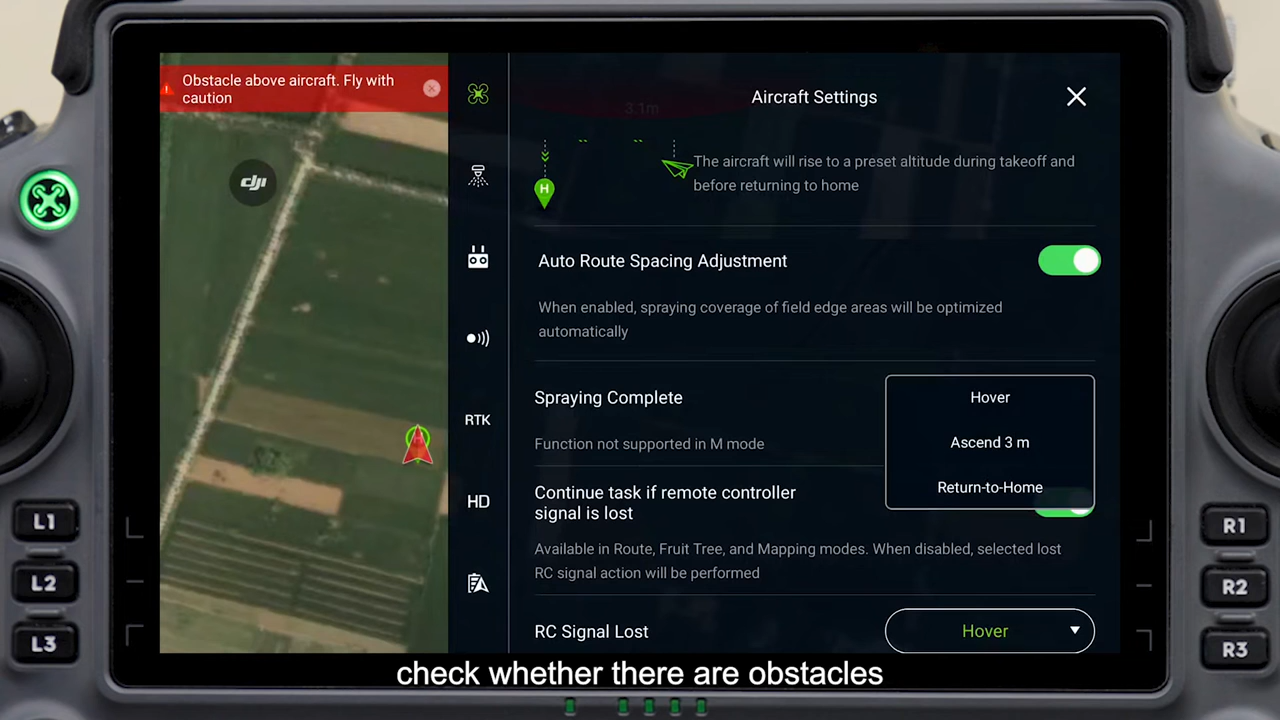 Obstacle above aircraft. Fly with
caution
dji
3.1m
Aircraft Settings
H
The aircraft will rise to a preset altitude during takeoff and
before returning to home
Auto Route Spacing Adjustment
When enabled, spraying coverage of field edge areas will be optimized
automatically
Spraying Complete
Function not supported in M mode
Hover
Ascend 3 m
Return-to-Home
Continue task if remote controller
signal is lost
Available in Route, Fruit Tree, and Mapping modes. When disabled, selected lost
RC signal action will be performed
RC Signal Lost
Hover
RTK
HD
L1
L2
L3
R1
R2
R3
check whether there are obstacles